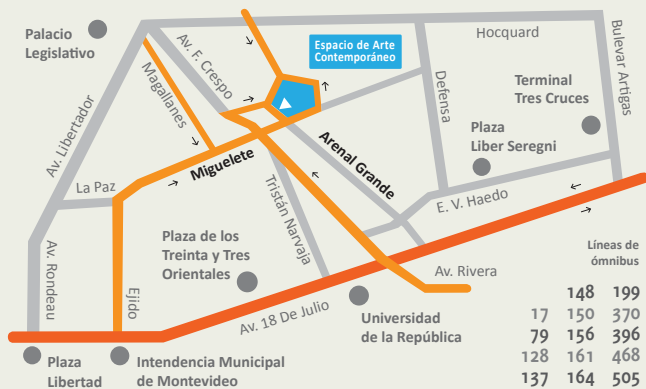 Palacio
Legislativo
Av. Libertador
Magallanes
Av. F. Crespo
Espacio de Arte
Contemporáneo
Hocquard
Bulevar Artigas
Defensa
Terminal
Tres Cruces
Plaza
Liber Seregni
Arenal Grande
Miguelete
La Paz
Tristán Narvaja
E. V. Haedo
Plaza de los
Treinta y Tres
Orientales
Av. Rondeau
Ejido
Av. 18 De Julio
Av. Rivera
Universidad
de la República
Plaza
Libertad
Intendencia Municipal
de Montevideo
Líneas de
ómnibus
148 199
17 150 370
79 156 396
128 161 468
137 164 505